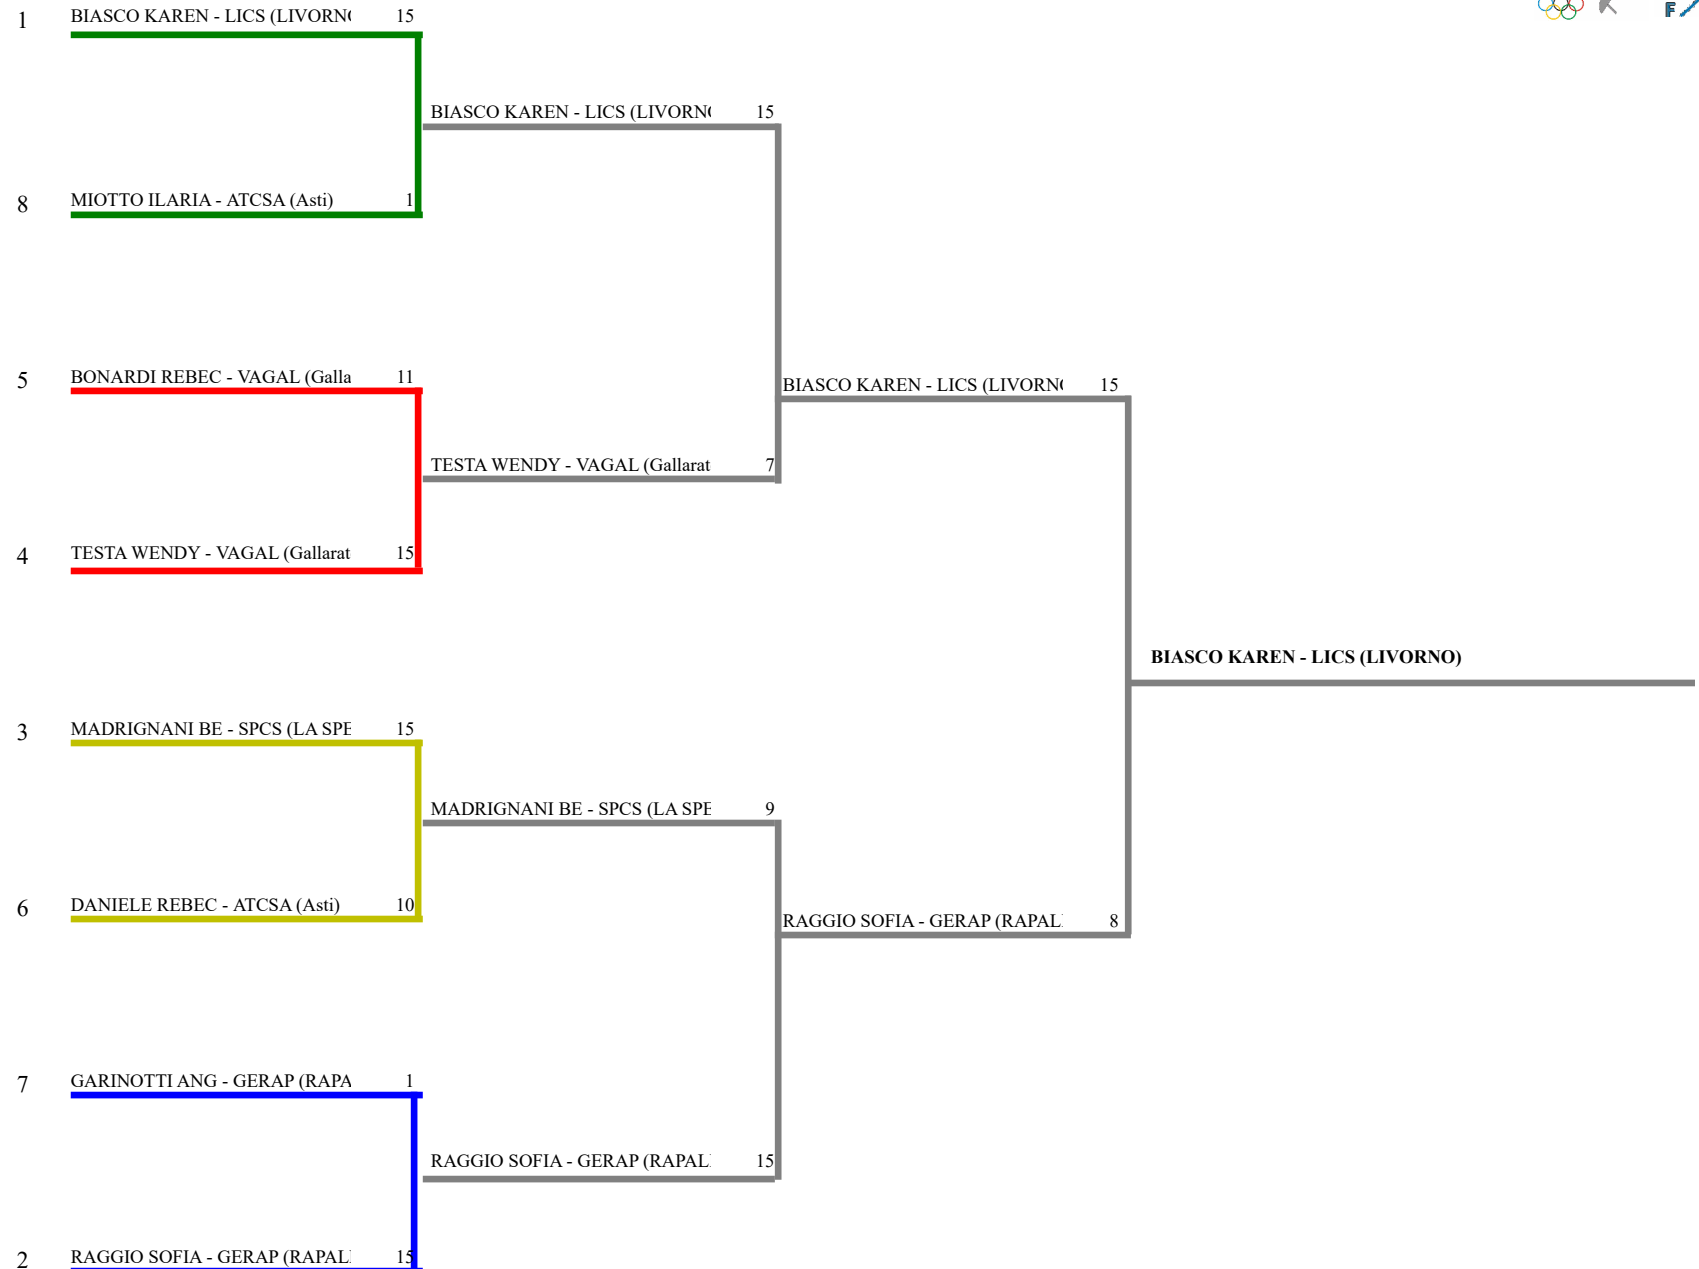 1 BIASCO KAREN - LICS (LIVORN 15
BIASCO KAREN - LICS (LIVORN 15
8 MIOTTO ILARIA - ATCSA (Asti) 1
5 BONARDI REBEC - VAGAL (Galla 11
BIASCO KAREN - LICS (LIVORN 15
TESTA WENDY - VAGAL (Gallarat 7
4 TESTA WENDY - VAGAL (Gallarat 15
BIASCO KAREN - LICS (LIVORNO)
3 MADRIGNANI BE - SPCS (LA SPE 15
MADRIGNANI BE - SPCS (LA SPE 9
6 DANIELE REBEC - ATCSA (Asti) 10
RAGGIO SOFIA - GERAP (RAPAL 8
7 GARINOTTI ANG - GERAP (RAPA 1
RAGGIO SOFIA - GERAP (RAPAL 15
2 RAGGIO SOFIA - GERAP (RAPAL 15
F